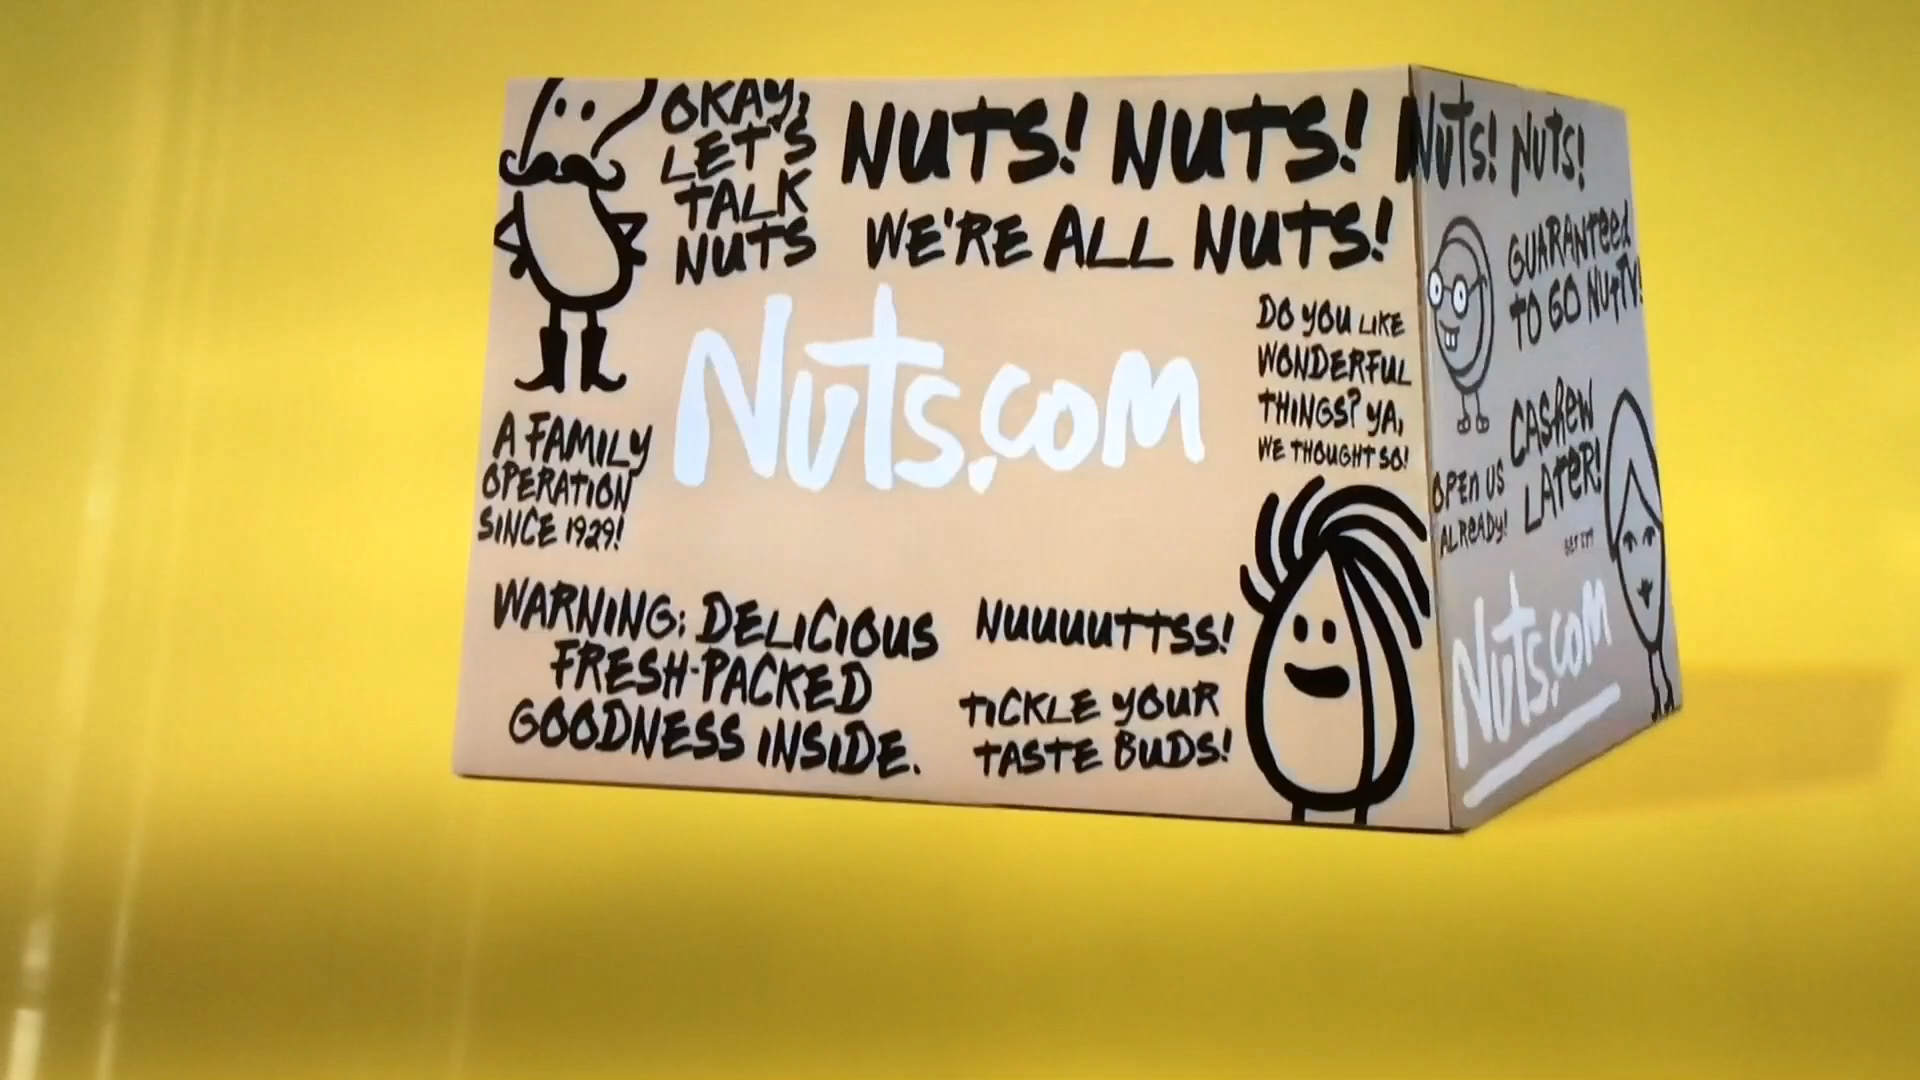 OKAY,
LET'S
TALK
NUTS
NUTS! NUTS! NUTS! NUTS!
WE'RE ALL NUTS!
Nuts.com
DO YOU LIKE
WONDERFUL
THINGS? YA,
WE THOUGHT SO!
A FAMILY
OPERATION
SINCE 1929!
WARNING: DELICIOUS
FRESH-PACKED
GOODNESS INSIDE.
NUUUUTTSS!
TICKLE YOUR
TASTE BUDS!
GUARANTeed
TO GO NUTTY!
CASHEW
LATER!
OPEN US
ALREADY!
Nuts.com